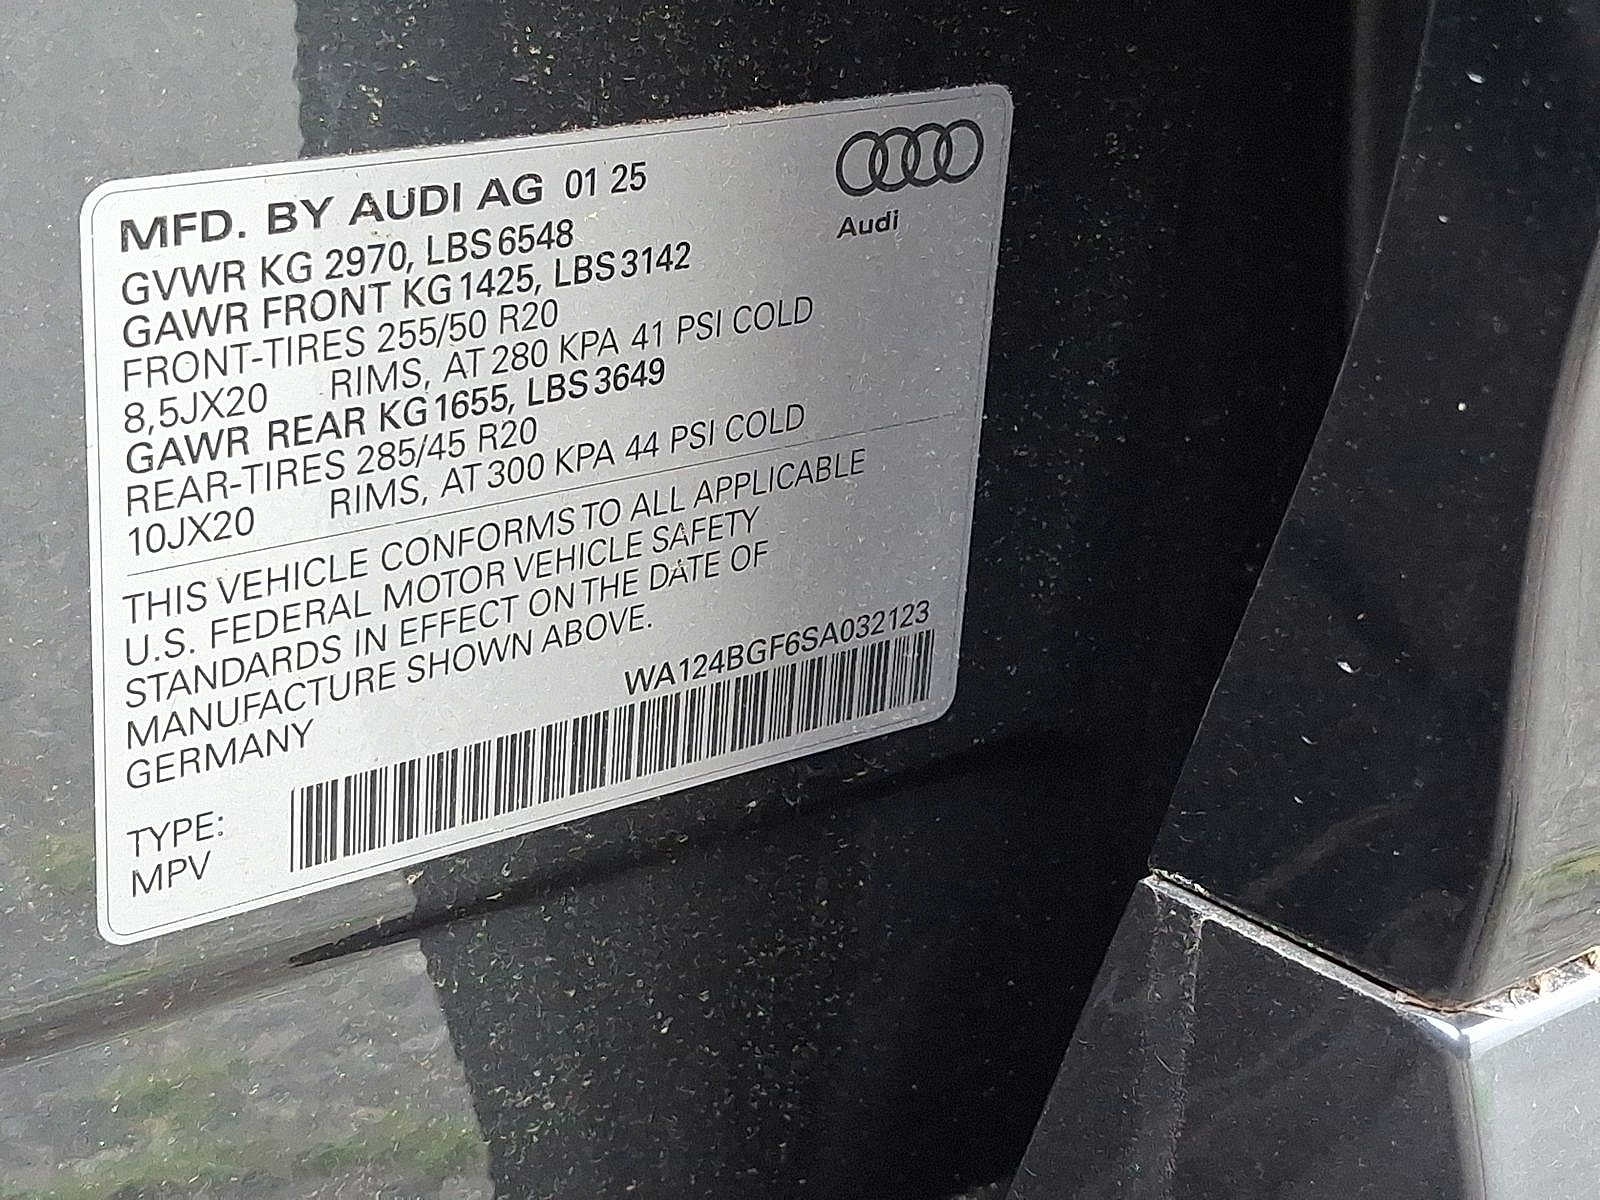 MFD. BY AUDI AG 01 25
Audi
GVWR KG 2970, LBS 6548
GAWR FRONT KG 1425, LBS 3142
FRONT-TIRES 255/50 R20
8,5JX20 RIMS, AT 280 KPA 41 PSI COLD
GAWR REAR KG 1655, LBS 3649
REAR-TIRES 285/45 R20
10JX20 RIMS, AT 300 KPA 44 PSI COLD
THIS VEHICLE CONFORMS TO ALL APPLICABLE
U.S. FEDERAL MOTOR VEHICLE SAFETY
STANDARDS IN EFFECT ON THE DATE OF
MANUFACTURE SHOWN ABOVE.
GERMANY
WA124BGF6SA032123
TYPE:
MPV